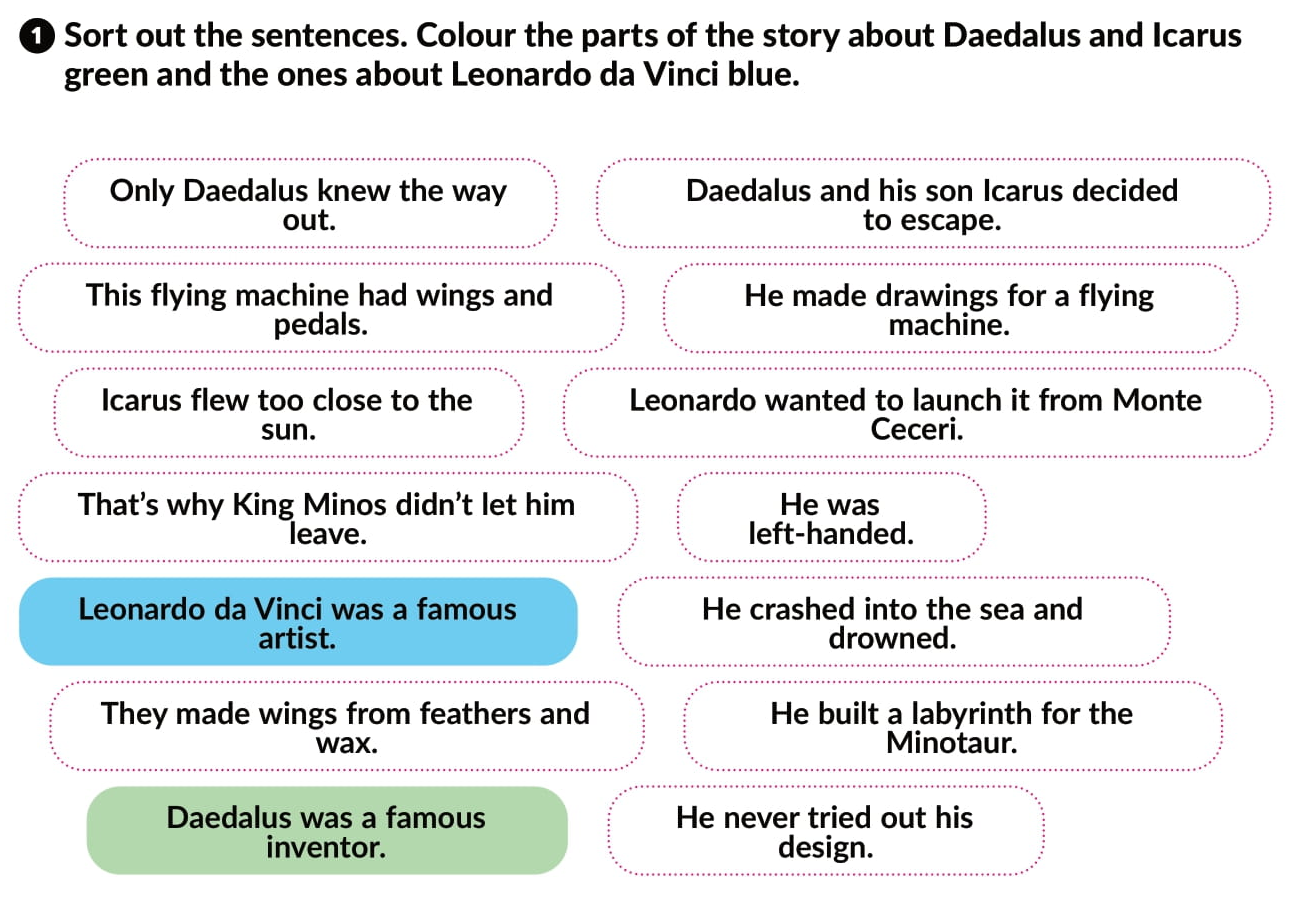 1 Sort out the sentences. Colour the parts of the story about Daedalus and Icarus
green and the ones about Leonardo da Vinci blue.
Only Daedalus knew the way
out.
Daedalus and his son Icarus decided
to escape.
This flying machine had wings and
pedals.
He made drawings for a flying
machine.
Icarus flew too close to the
sun.
Leonardo wanted to launch it from Monte
Ceceri.
That’s why King Minos didn’t let him
leave.
He was
left-handed.
Leonardo da Vinci was a famous
artist.
He crashed into the sea and
drowned.
They made wings from feathers and
wax.
He built a labyrinth for the
Minotaur.
Daedalus was a famous
inventor.
He never tried out his
design.